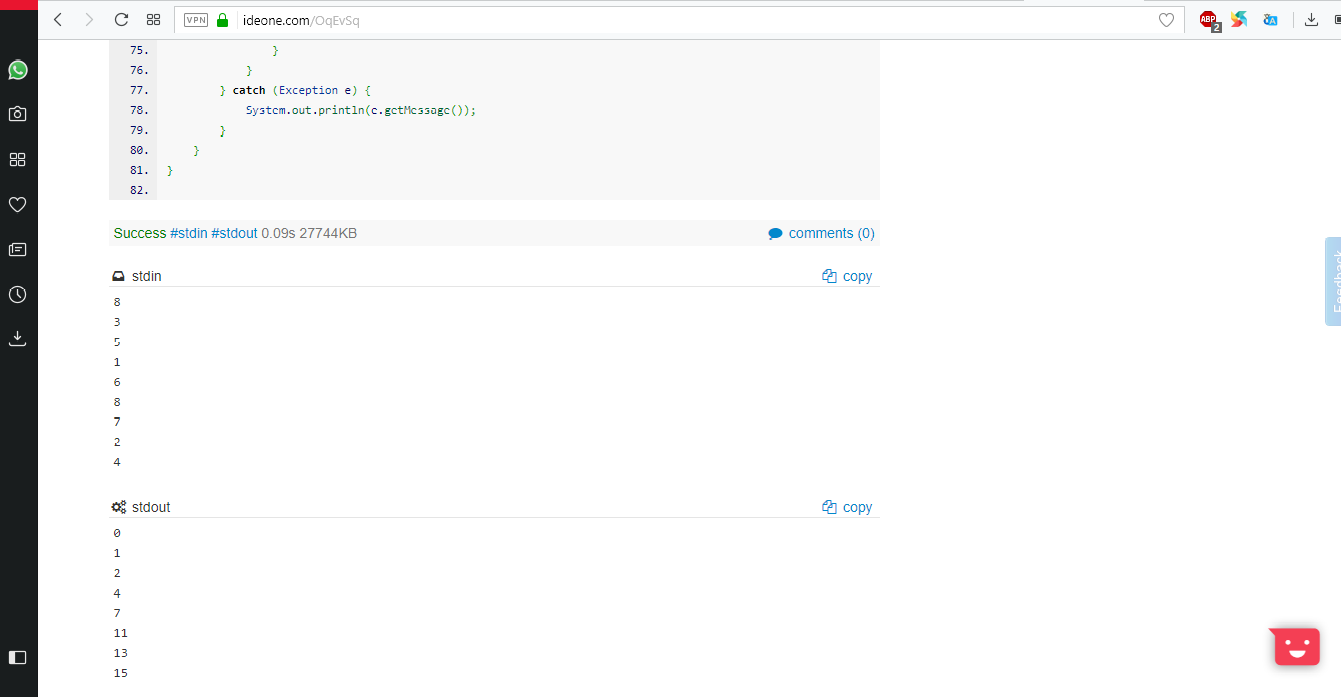 VPN ideone.com/OqEvSq
ABP
2
75. }
76. }
77. } catch (Exception e) {
78. System.out.println(e.getMessage());
79. }
80. }
81. }
82.
Success #stdin #stdout 0.09s 27744KB
comments (0)
stdin
copy
8
3
5
1
6
8
7
2
4
stdout
copy
0
1
2
4
7
11
13
15
Feedback